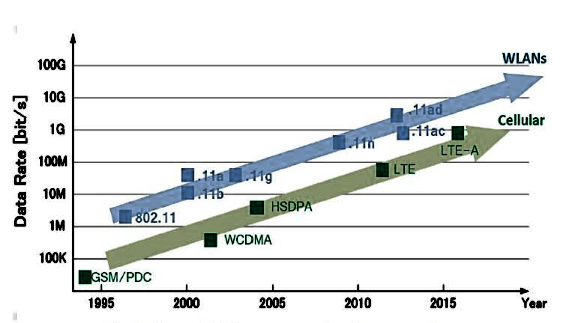 WLANs
100G
10G
.11ad
Cellular
1G
.11ac
.11n
LTE-A
100M
.11a
.11g
LTE
10M
.11b
HSDPA
802.11
1M
WCDMA
100K
GSM/PDC
Data Rate [bit/s]
1995
2000
2005
2010
2015
Year